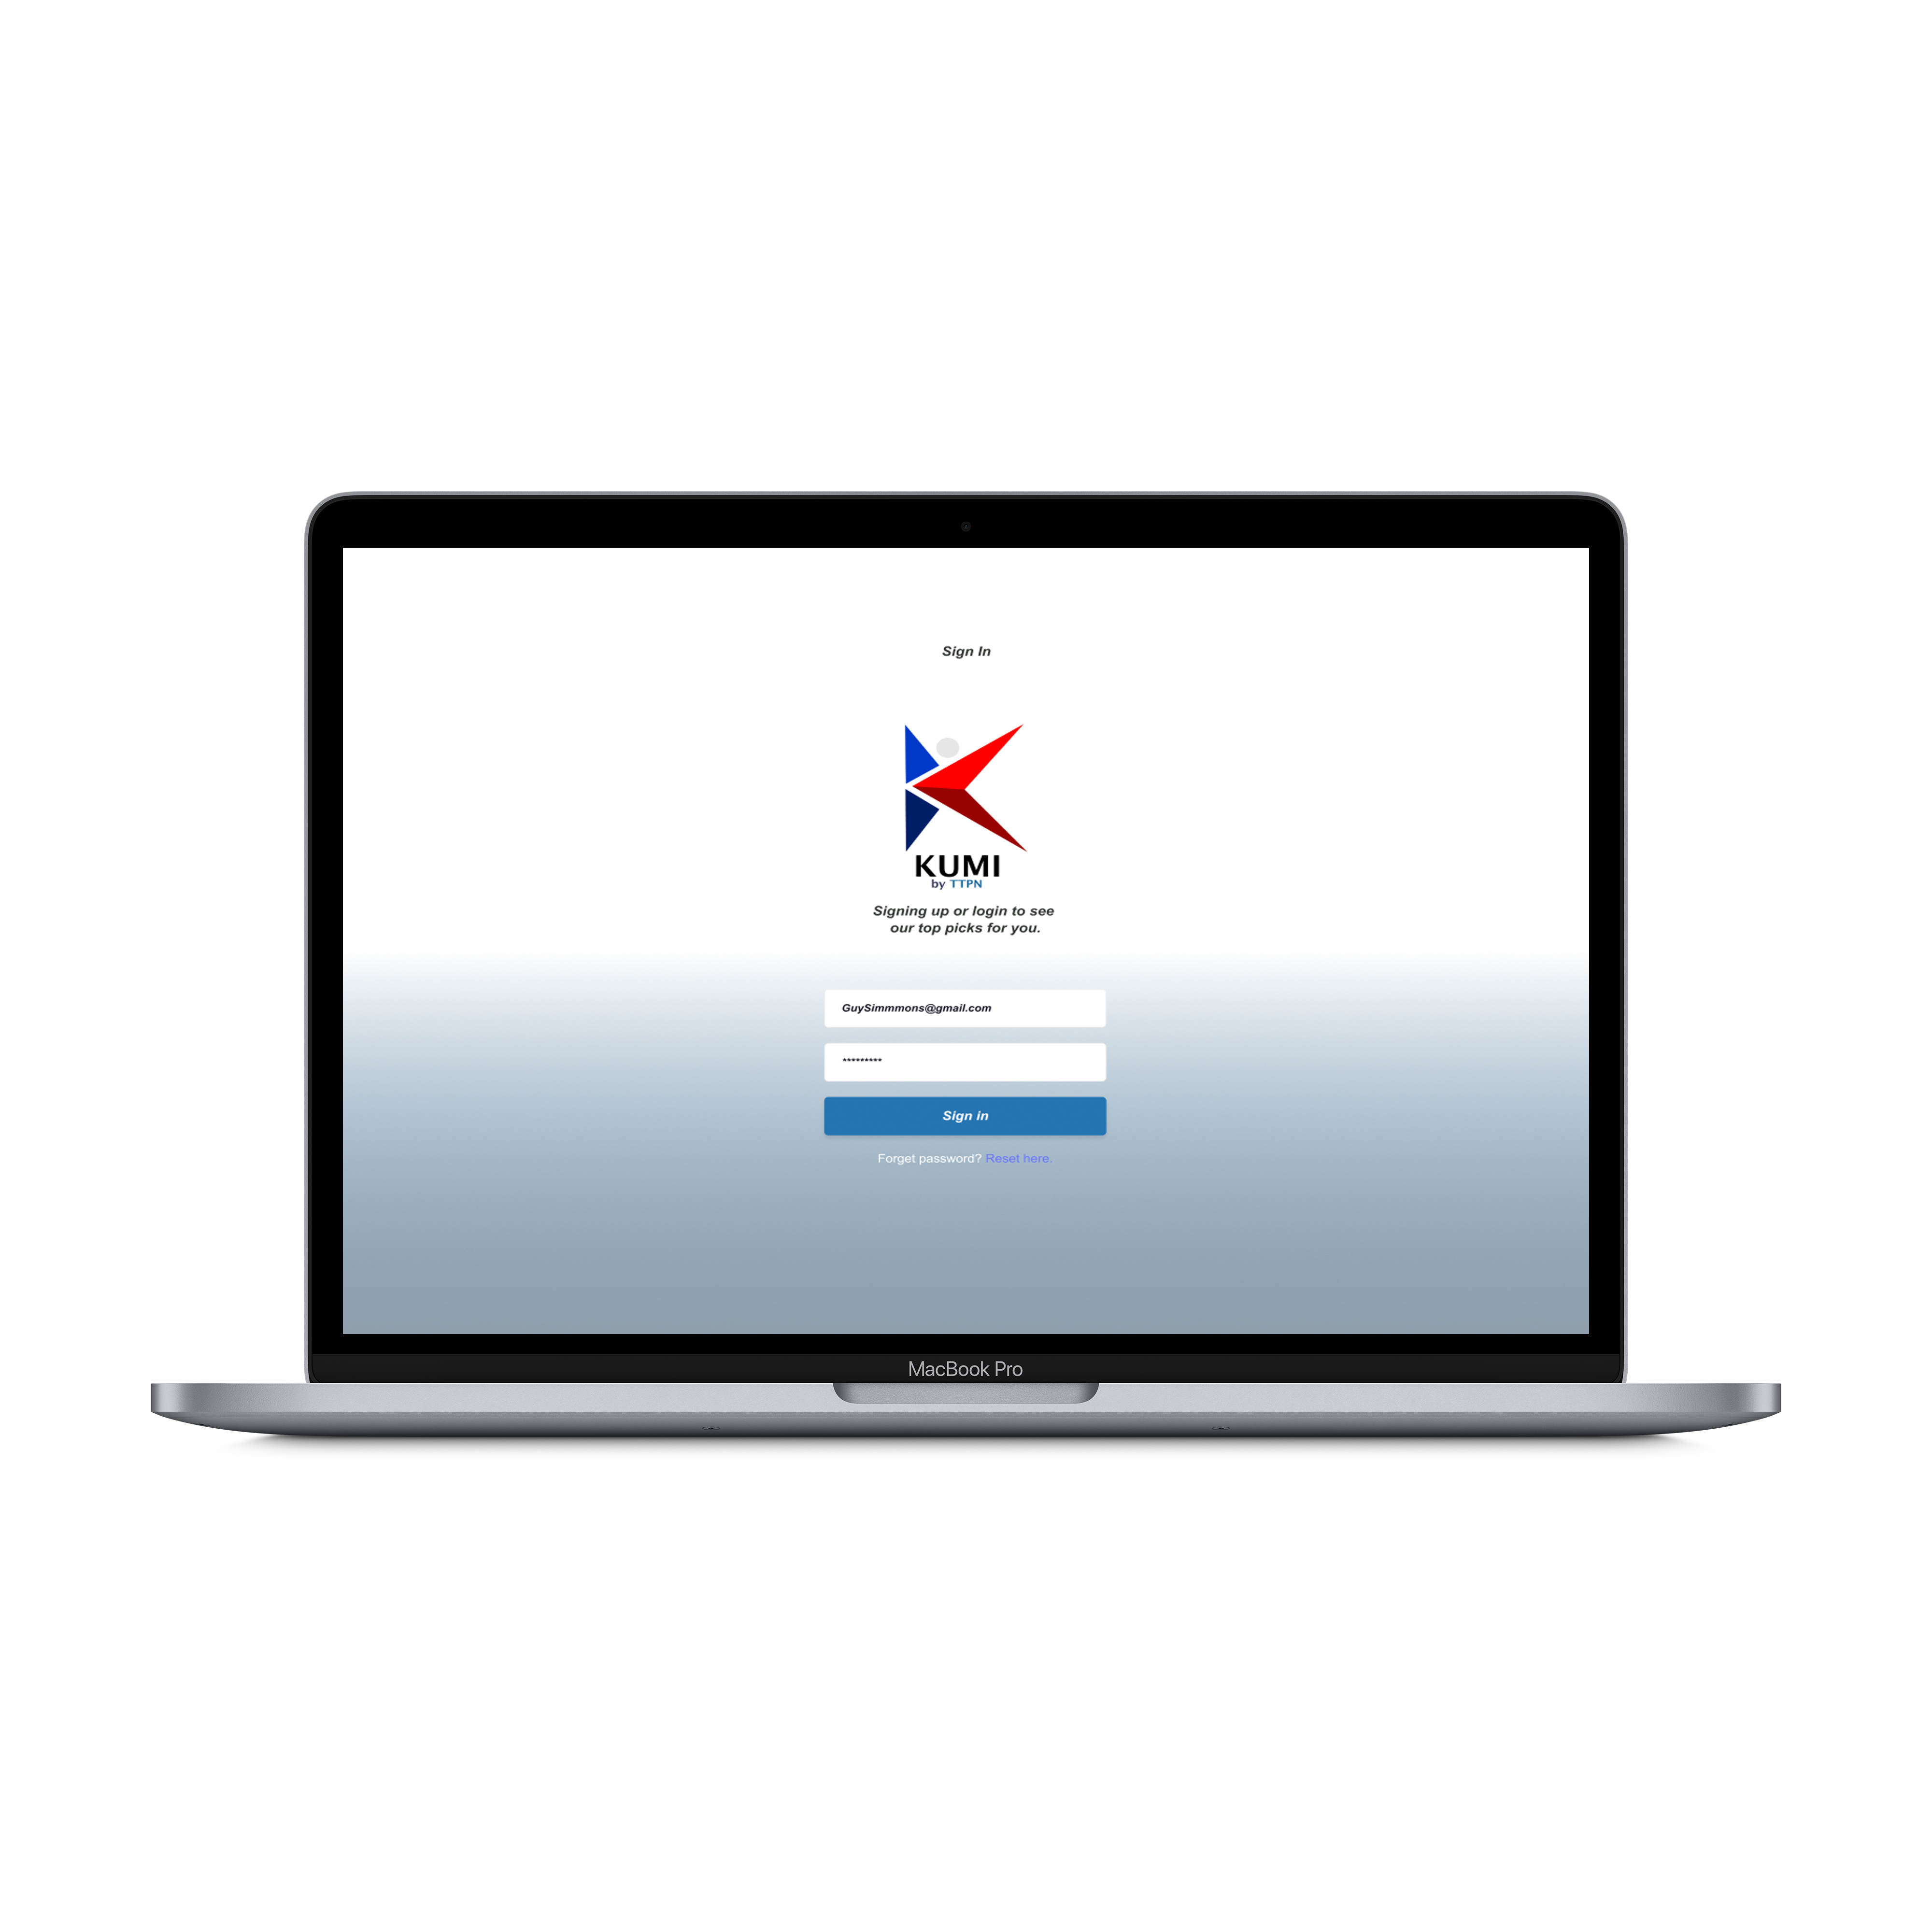 Sign In
KUMI
by TTPN
Signing up or login to see
our top picks for you.
GuySimmmons@gmail.com
*********
Sign in
Forget password? Reset here.
MacBook Pro